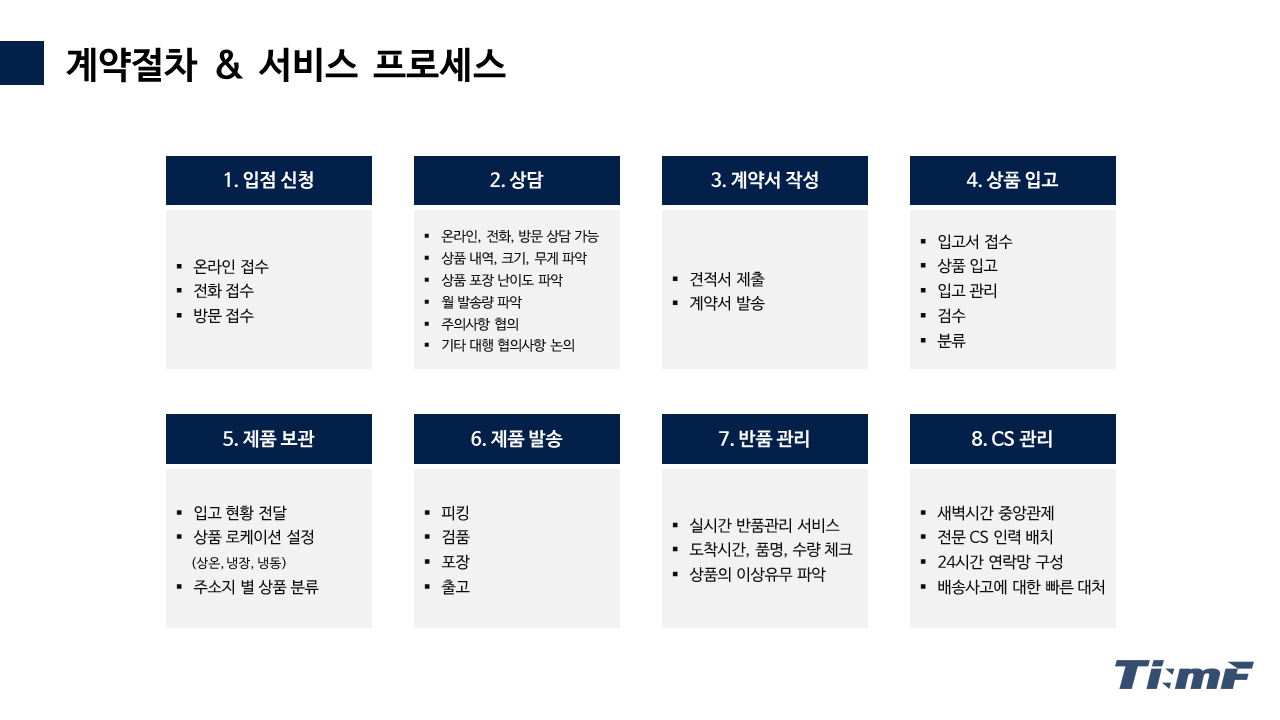 계약절차 & 서비스 프로세스
1. 입점 신청
▪ 온라인 접수
▪ 전화 접수
▪ 방문 접수
2. 상담
▪ 온라인, 전화, 방문 상담 가능
▪ 상품 내역, 크기, 무게 파악
▪ 상품 포장 난이도 파악
▪ 월 발송량 파악
▪ 주의사항 협의
▪ 기타 대행 협의사항 논의
3. 계약서 작성
▪ 견적서 제출
▪ 계약서 발송
4. 상품 입고
▪ 입고서 접수
▪ 상품 입고
▪ 입고 관리
▪ 검수
▪ 분류
5. 제품 보관
▪ 입고 현황 전달
▪ 상품 로케이션 설정
(상온, 냉장, 냉동)
▪ 주소지 별 상품 분류
6. 제품 발송
▪ 피킹
▪ 검품
▪ 포장
▪ 출고
7. 반품 관리
▪ 실시간 반품관리 서비스
▪ 도착시간, 품명, 수량 체크
▪ 상품의 이상유무 파악
8. CS 관리
▪ 새벽시간 중앙관제
▪ 전문 CS 인력 배치
▪ 24시간 연락망 구성
▪ 배송사고에 대한 빠른 대처
Ti:mF